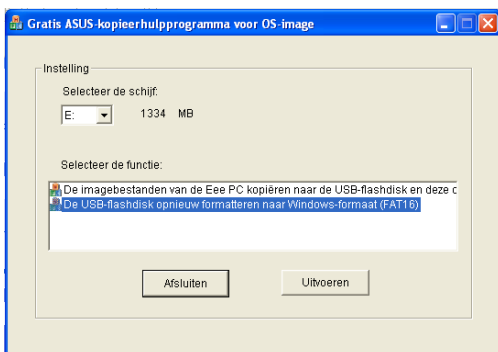 Gratis ASUS-kopieerhulpprogramma voor OS-image
Instelling
Selecteer de schijf:
E: 1334 MB
Selecteer de functie:
De imagebestanden van de Eee PC kopiëren naar de USB-flashdisk en deze c
De USB-flashdisk opnieuw formatteren naar Windows-formaat (FAT16)
Afsluiten Uitvoeren